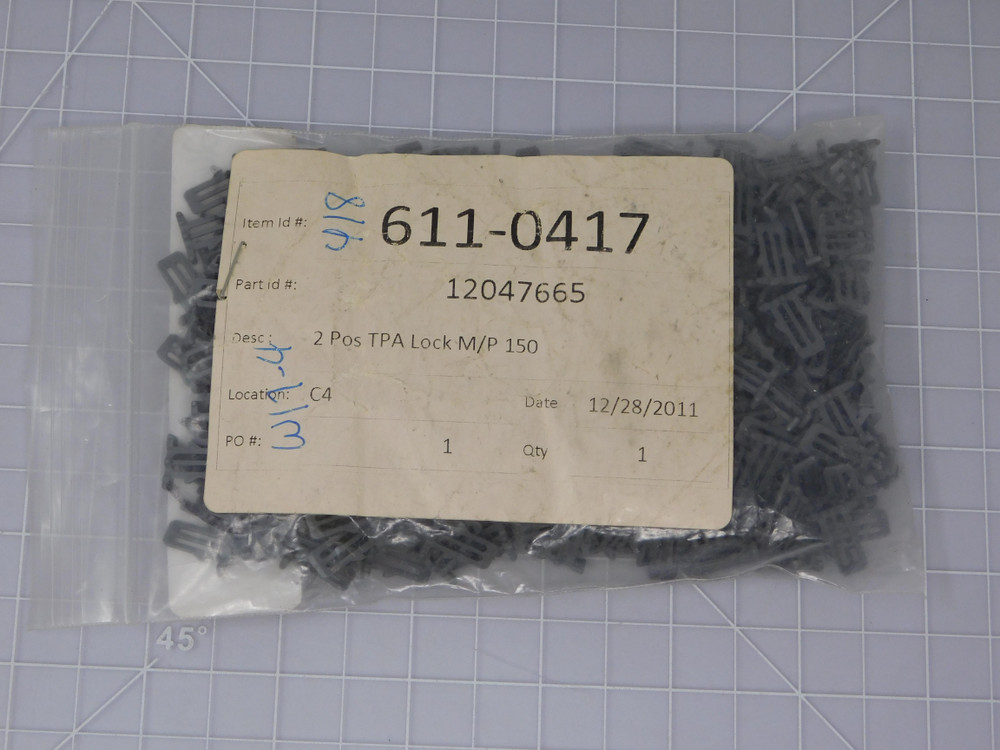 Item Id #: 611-0417
Part id #: 12047665
Desc: 2 Pos TPA Lock M/P 150
Location: C4 Date 12/28/2011
PO #: 1 Qty 1
45°